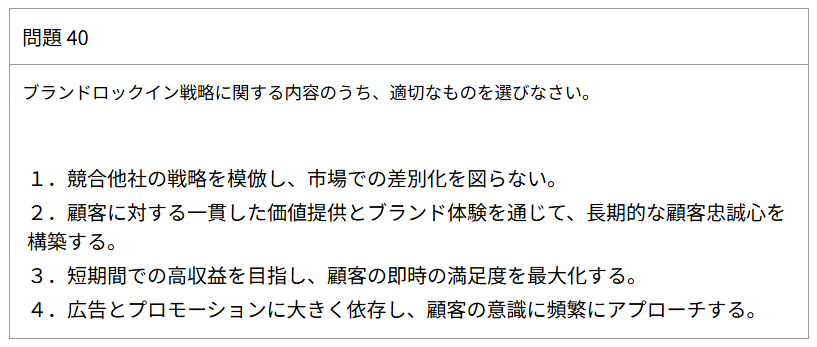 問題 40
ブランドロックイン戦略に関する内容のうち、適切なものを選びなさい。
１．競合他社の戦略を模倣し、市場での差別化を図らない。
２．顧客に対する一貫した価値提供とブランド体験を通じて、長期的な顧客忠誠心を
構築する。
３．短期間での高収益を目指し、顧客の即時の満足度を最大化する。
４．広告とプロモーションに大きく依存し、顧客の意識に頻繁にアプローチする。